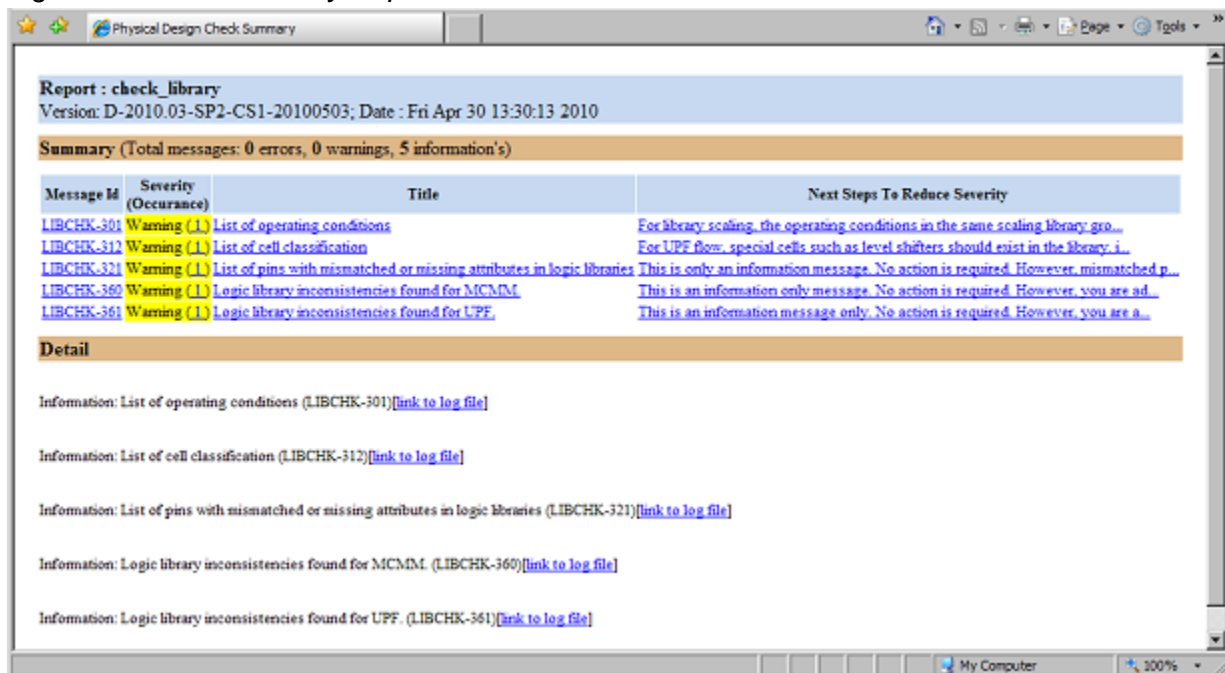 Physical Design Check Summary
Page
Tools
Report : check_library
Version: D-2010.03-SP2-CS1-20100503; Date : Fri Apr 30 13:30:13 2010
Summary (Total messages: 0 errors, 0 warnings, 5 information's)
Message Id Severity (Occurance) Title Next Steps To Reduce Severity
LIBCHK-301 Warning ( 1 ) List of operating conditions For library scaling, the operating conditions in the same scaling library gro...
LIBCHK-312 Warning ( 1 ) List of cell classification For UPF flow, special cells such as level shifters should exist in the library, i...
LIBCHK-321 Warning ( 1 ) List of pins with mismatched or missing attributes in logic libraries This is only an information message. No action is required. However, mismatched p...
LIBCHK-360 Warning ( 1 ) Logic library inconsistencies found for MCMM. This is an information only message. No action is required. However, you are ad...
LIBCHK-361 Warning ( 1 ) Logic library inconsistencies found for UPF. This is an information message only. No action is required. However, you are a...
Detail
Information: List of operating conditions (LIBCHK-301)[link to log file]
Information: List of cell classification (LIBCHK-312)[link to log file]
Information: List of pins with mismatched or missing attributes in logic libraries (LIBCHK-321)[link to log file]
Information: Logic library inconsistencies found for MCMM. (LIBCHK-360)[link to log file]
Information: Logic library inconsistencies found for UPF. (LIBCHK-361)[link to log file]
My Computer
100%